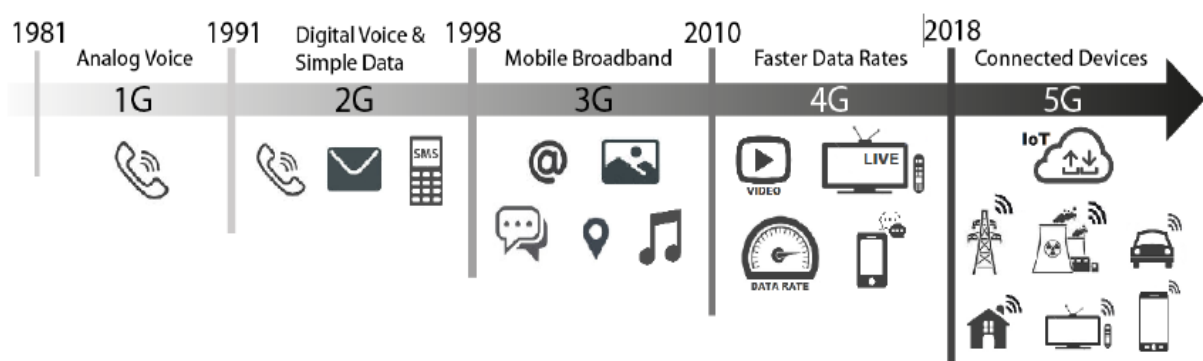 1981
Analog Voice
1991
Digital Voice &
Simple Data
1998
Mobile Broadband
2010
Faster Data Rates
2018
Connected Devices
1G
2G
3G
4G
5G
SMS
@
VIDEO
LIVE
DATA RATE
IoT